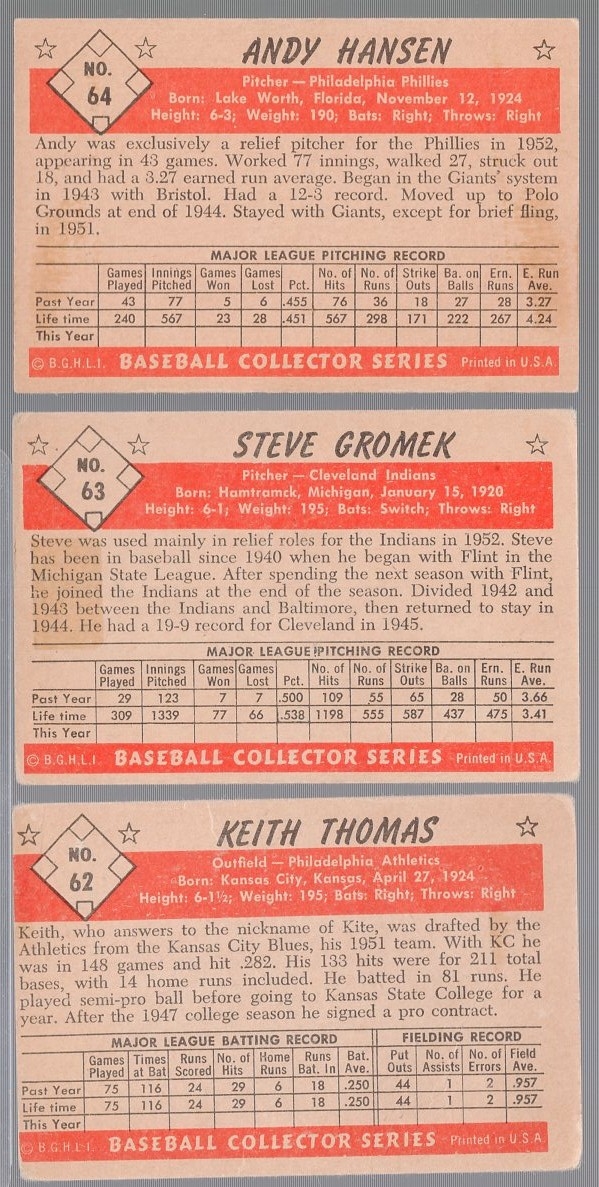 NO.
64
ANDY HANSEN
Pitcher — Philadelphia Phillies
Born: Lake Worth, Florida, November 12, 1924
Height: 6-3; Weight: 190; Bats: Right; Throws: Right
Andy was exclusively a relief pitcher for the Phillies in 1952,
appearing in 43 games. Worked 77 innings, walked 27, struck out
18, and had a 3.27 earned run average. Began in the Giants' system
in 1943 with Bristol. Had a 12-3 record. Moved up to Polo
Grounds at end of 1944. Stayed with Giants, except for brief fling,
in 1951.
MAJOR LEAGUE PITCHING RECORD
Games Innings Games Games No. of No. of Strike Ba. on Ern. E. Run
Played Pitched Won Lost Pct. Hits Runs Outs Balls Runs Ave.
Past Year 43 77 5 6 .455 76 36 18 27 28 3.27
Life time 240 567 23 28 .451 567 298 171 222 267 4.24
This Year
© B.G.H.L.I. BASEBALL COLLECTOR SERIES Printed in U.S.A.
NO.
63
STEVE GROMEK
Pitcher — Cleveland Indians
Born: Hamtramck, Michigan, January 15, 1920
Height: 6-1; Weight: 195; Bats: Switch; Throws: Right
Steve was used mainly in relief roles for the Indians in 1952. Steve
has been in baseball since 1940 when he began with Flint in the
Michigan State League. After spending the next season with Flint,
he joined the Indians at the end of the season. Divided 1942 and
1943 between the Indians and Baltimore, then returned to stay in
1944. He had a 19-9 record for Cleveland in 1945.
MAJOR LEAGUE PITCHING RECORD
Games Innings Games Games No. of No. of Strike Ba. on Ern. E. Run
Played Pitched Won Lost Pct. Hits Runs Outs Balls Runs Ave.
Past Year 29 123 7 7 .500 109 55 65 28 50 3.66
Life time 309 1339 77 66 .538 1198 555 587 437 475 3.41
This Year
© B.G.H.L.I. BASEBALL COLLECTOR SERIES Printed in U.S.A.
NO.
62
KEITH THOMAS
Outfield — Philadelphia Athletics
Born: Kansas City, Kansas, April 27, 1924
Height: 6-1½; Weight: 195; Bats: Right; Throws: Right
Keith, who answers to the nickname of Kite, was drafted by the
Athletics from the Kansas City Blues, his 1951 team. With KC he
was in 148 games and hit .282. His 133 hits were for 211 total
bases, with 14 home runs included. He batted in 81 runs. He
played semi-pro ball before going to Kansas State College for a
year. After the 1947 college season he signed a pro contract.
MAJOR LEAGUE BATTING RECORD FIELDING RECORD
Games Times Runs No. of Home Runs Bat. Put No. of No. of Field
Played at Bat Scored Hits Runs Bat. In Ave. Outs Assists Errors Ave.
Past Year 75 116 24 29 6 18 .250 44 1 2 .957
Life time 75 116 24 29 6 18 .250 44 1 2 .957
This Year
© B.G.H.L.I. BASEBALL COLLECTOR SERIES Printed in U.S.A.